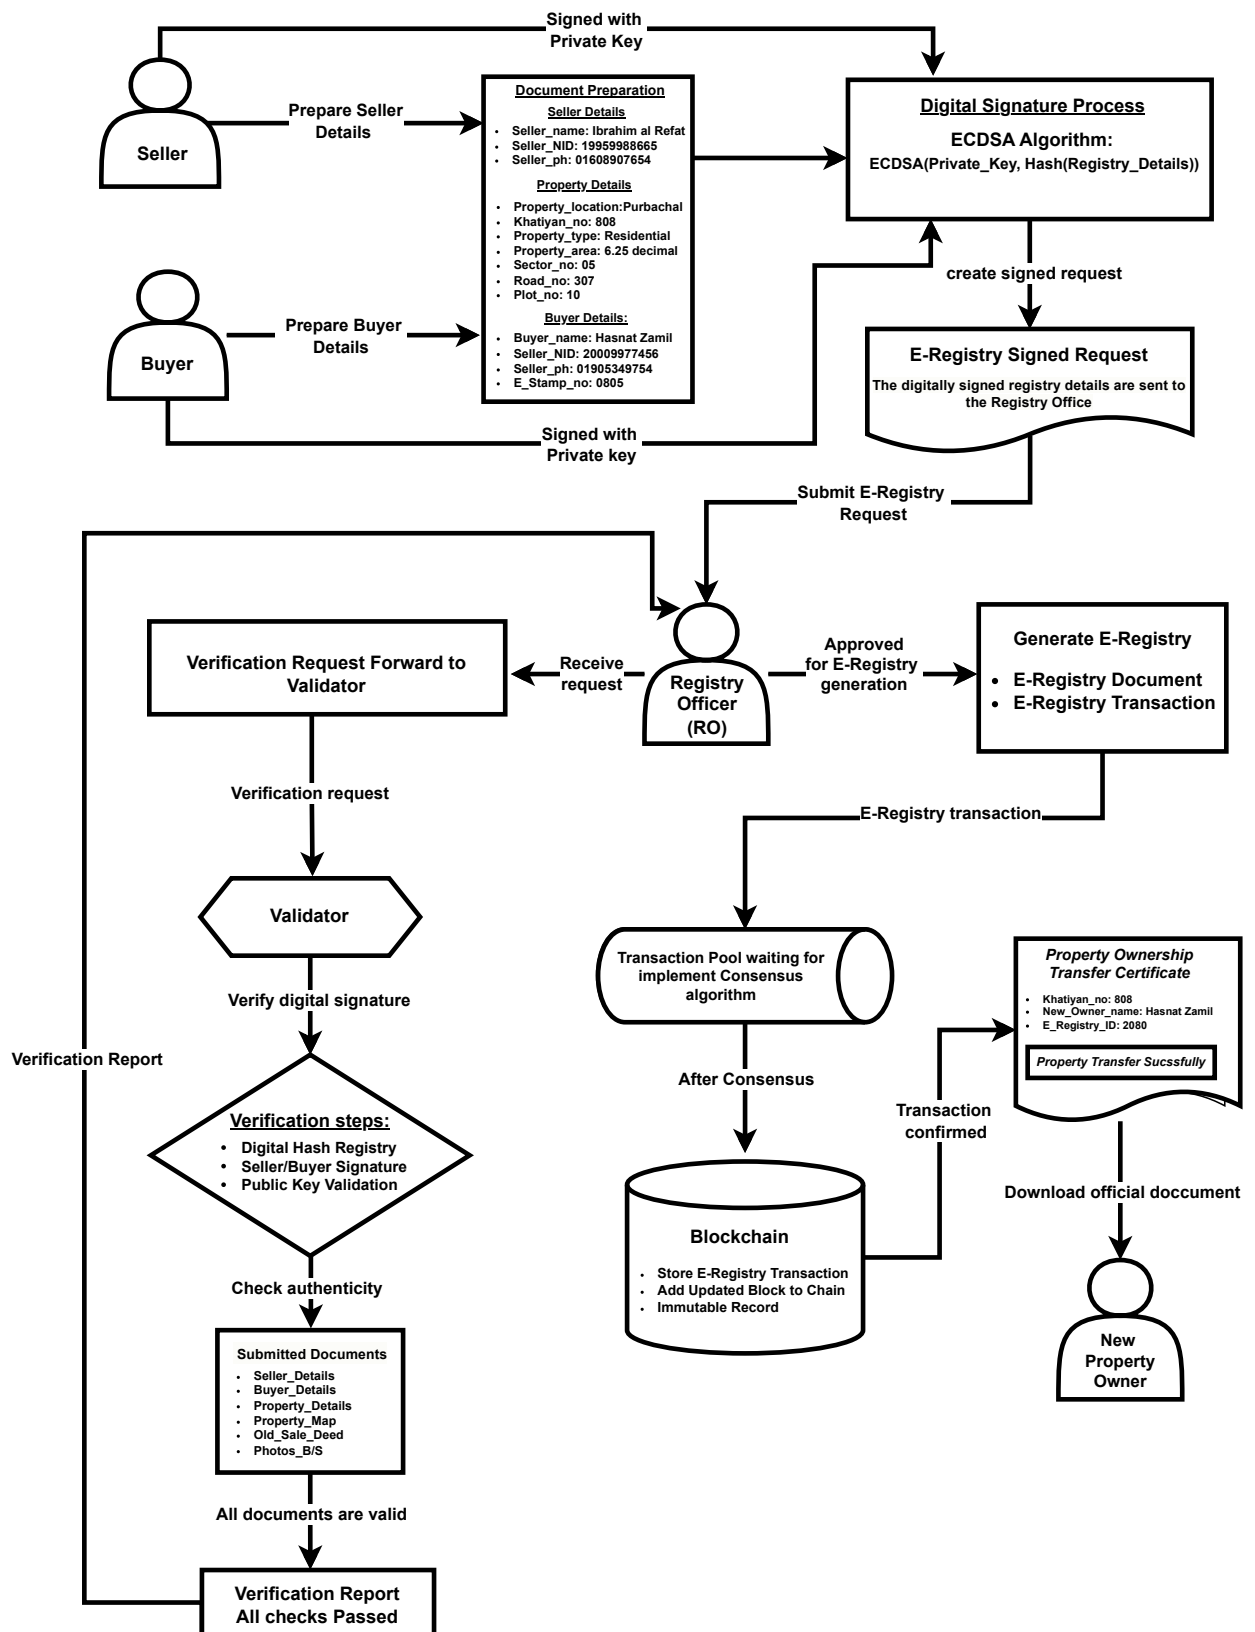 Signed with
Private Key
Seller
Prepare Seller
Details
Document Preparation
Seller Details
• Seller_name: Ibrahim al Refat
• Seller_NID: 19959988665
• Seller_ph: 01608907654
Property Details
• Property_location:Purbachal
• Khatiyan_no: 808
• Property_type: Residential
• Property_area: 6.25 decimal
• Sector_no: 05
• Road_no: 307
• Plot_no: 10
Buyer Details:
• Buyer_name: Hasnat Zamil
• Seller_NID: 20009977456
• Seller_ph: 01905349754
• E_Stamp_no: 0805
Digital Signature Process
ECDSA Algorithm:
ECDSA(Private_Key, Hash(Registry_Details))
Buyer
Prepare Buyer
Details
Signed with
Private key
create signed request
E-Registry Signed Request
The digitally signed registry details are sent to
the Registry Office
Submit E-Registry
Request
Registry
Officer
(RO)
Receive
request
Verification Request Forward to
Validator
Approved
for E-Registry
generation
Generate E-Registry
• E-Registry Document
• E-Registry Transaction
Verification request
Validator
Verify digital signature
Verification Report
Verification steps:
• Digital Hash Registry
• Seller/Buyer Signature
• Public Key Validation
Check authenticity
Submitted Documents
• Seller_Details
• Buyer_Details
• Property_Details
• Property_Map
• Old_Sale_Deed
• Photos_B/S
All documents are valid
Verification Report
All checks Passed
E-Registry transaction
Transaction Pool waiting for
implement Consensus
algorithm
After Consensus
Blockchain
• Store E-Registry Transaction
• Add Updated Block to Chain
• Immutable Record
Transaction
confirmed
Property Ownership
Transfer Certificate
• Khatiyan_no: 808
• New_Owner_name: Hasnat Zamil
• E_Registry_ID: 2080
Property Transfer Sucssfully
Download official doccument
New
Property
Owner